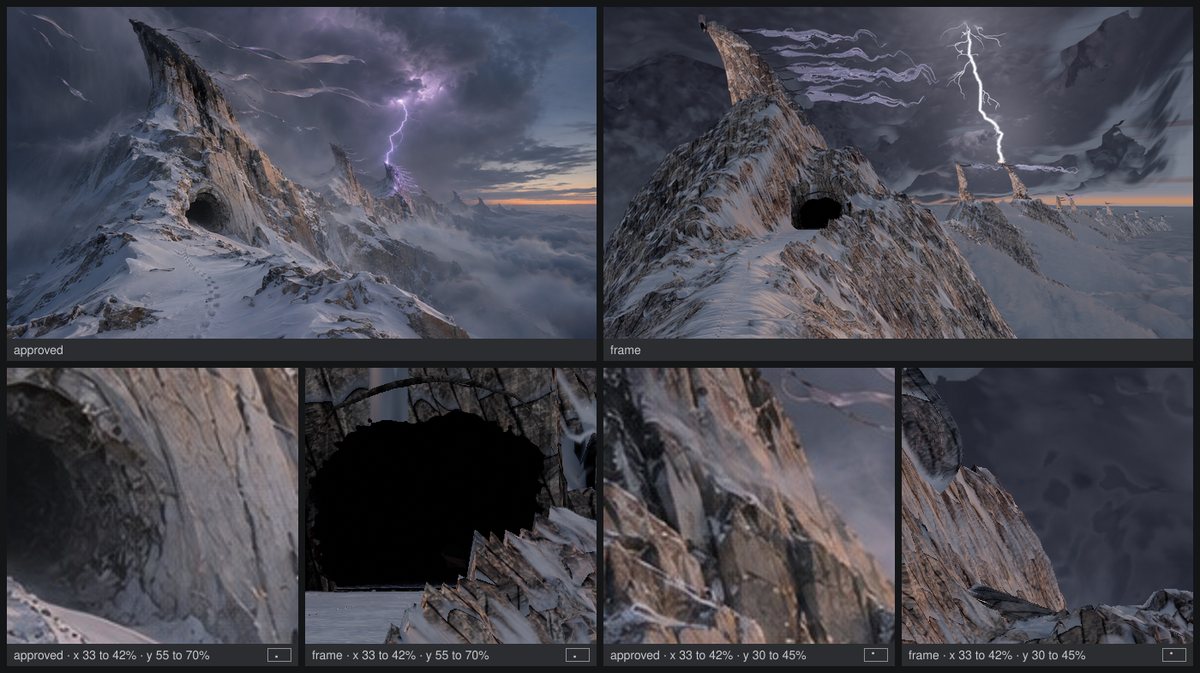 approved
frame
approved · x 33 to 42% · y 55 to 70%
frame · x 33 to 42% · y 55 to 70%
approved · x 33 to 42% · y 30 to 45%
frame · x 33 to 42% · y 30 to 45%